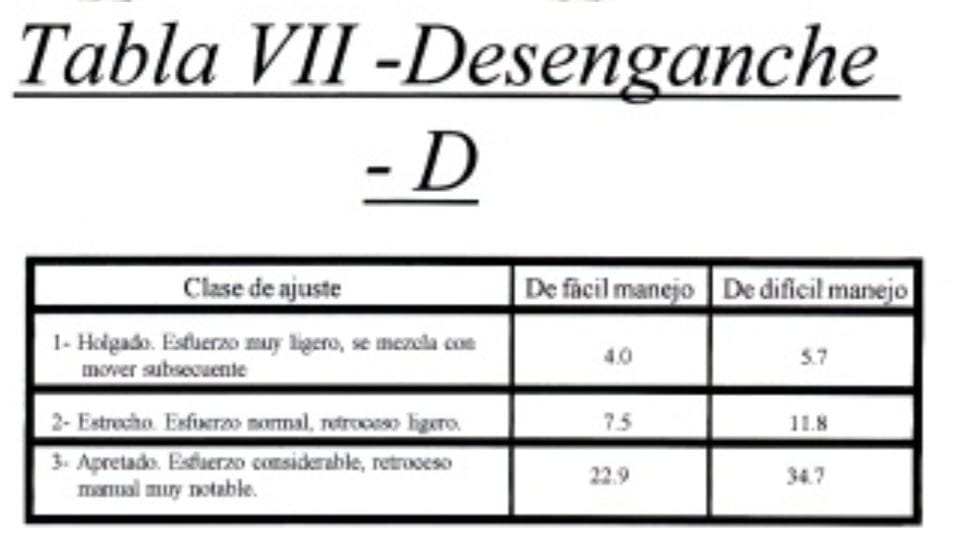 Tabla VII -Desenganche
- D
Clase de ajuste De fácil manejo De difícil manejo
1- Holgado. Esfuerzo muy ligero, se mezcla con
mover subsecuente 4.0 5.7
2- Estrecho. Esfuerzo normal, retroceso ligero. 7.5 11.8
3- Apretado. Esfuerzo considerable, retroceso
manual muy notable. 22.9 34.7